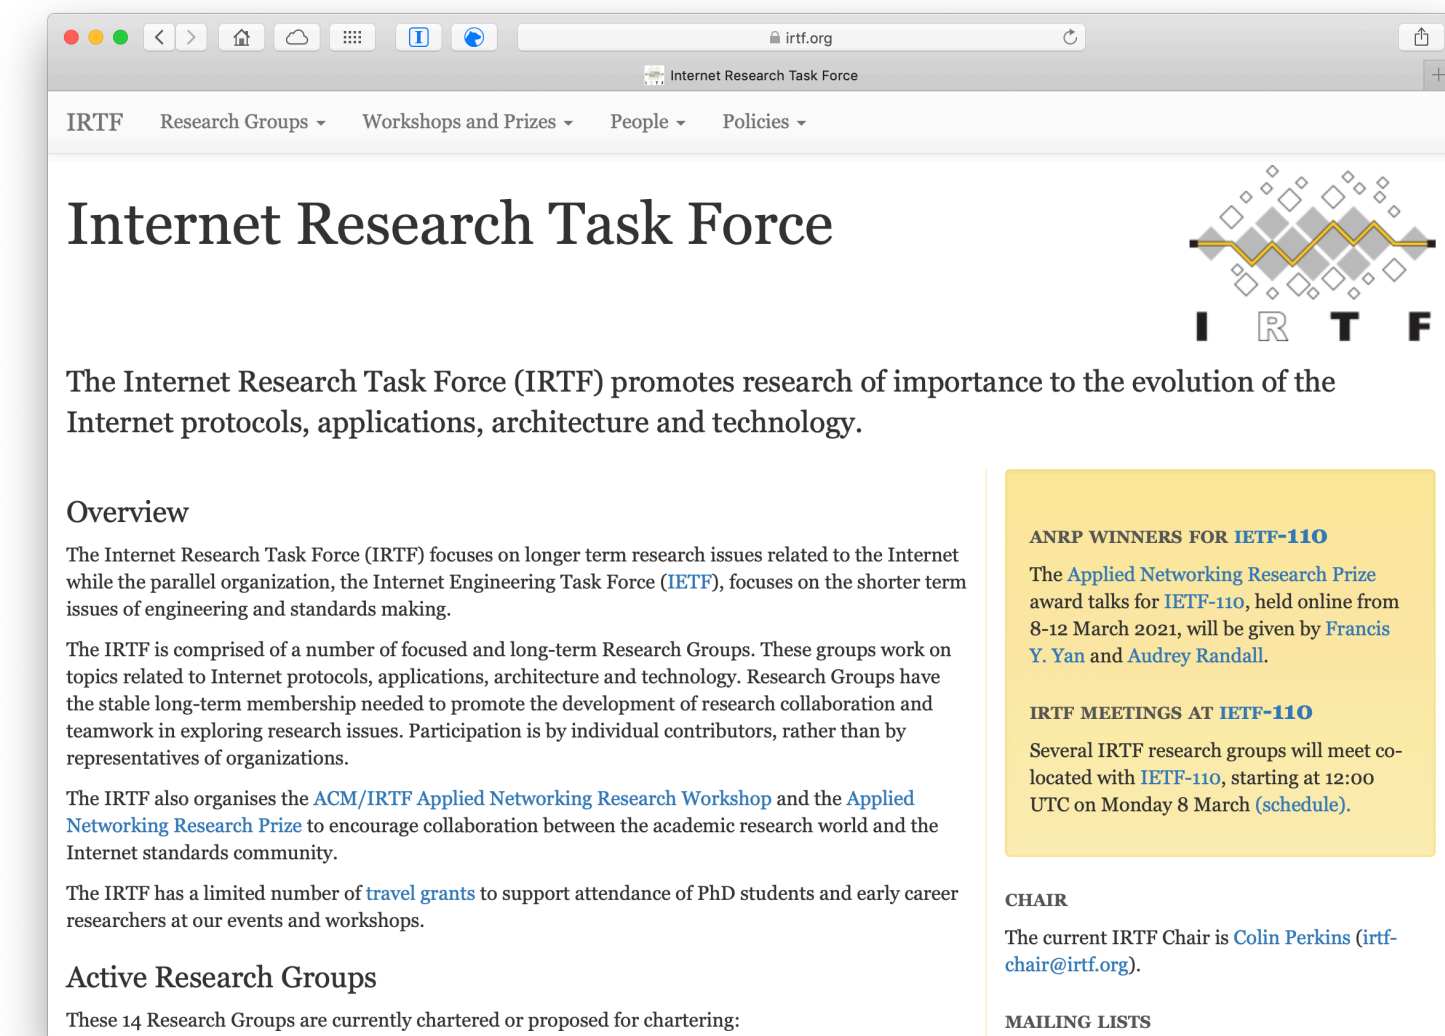 irtf.org
Internet Research Task Force
IRTF Research Groups Workshops and Prizes People Policies
Internet Research Task Force
I R T F
The Internet Research Task Force (IRTF) promotes research of importance to the evolution of the
Internet protocols, applications, architecture and technology.
Overview
The Internet Research Task Force (IRTF) focuses on longer term research issues related to the Internet
while the parallel organization, the Internet Engineering Task Force (IETF), focuses on the shorter term
issues of engineering and standards making.
The IRTF is comprised of a number of focused and long-term Research Groups. These groups work on
topics related to Internet protocols, applications, architecture and technology. Research Groups have
the stable long-term membership needed to promote the development of research collaboration and
teamwork in exploring research issues. Participation is by individual contributors, rather than by
representatives of organizations.
The IRTF also organises the ACM/IRTF Applied Networking Research Workshop and the Applied
Networking Research Prize to encourage collaboration between the academic research world and the
Internet standards community.
The IRTF has a limited number of travel grants to support attendance of PhD students and early career
researchers at our events and workshops.
Active Research Groups
These 14 Research Groups are currently chartered or proposed for chartering:
ANRP WINNERS FOR IETF-110
The Applied Networking Research Prize
award talks for IETF-110, held online from
8-12 March 2021, will be given by Francis
Y. Yan and Audrey Randall.
IRTF MEETINGS AT IETF-110
Several IRTF research groups will meet co-
located with IETF-110, starting at 12:00
UTC on Monday 8 March (schedule).
CHAIR
The current IRTF Chair is Colin Perkins (irtf-
chair@irtf.org).
MAILING LISTS